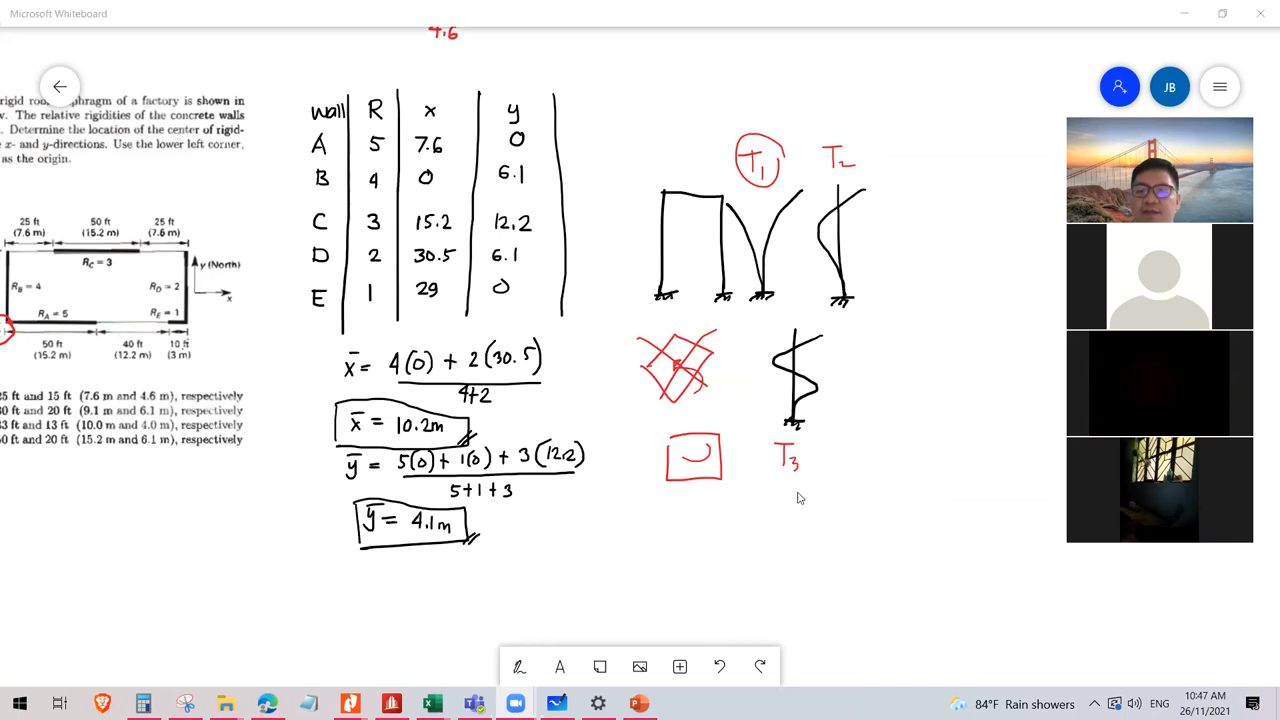 Microsoft Whiteboard
4.6
JB
rigid roo
phragm of a factory is shown in
v. The relative rigidities of the concrete walls
. Determine the location of the center of rigid-
x- and y-directions. Use the lower left corner,
as the origin.
25 ft 50 ft 25 ft
(7.6 m) (15.2 m) (7.6 m)
RC = 3
y (North)
RB = 4 RD = 2
x
RA = 5 RE = 1
50 ft 40 ft 10 ft
(15.2 m) (12.2 m) (3 m)
25 ft and 15 ft (7.6 m and 4.6 m), respectively
30 ft and 20 ft (9.1 m and 6.1 m), respectively
33 ft and 13 ft (10.0 m and 4.0 m), respectively
50 ft and 20 ft (15.2 m and 6.1 m), respectively
wall R x y
A 5 7.6 0
B 4 0 6.1
C 3 15.2 12.2
D 2 30.5 6.1
E 1 29 0
x̄ = 4(0) + 2(30.5)
4+2
x̄ = 10.2m
ȳ = 5(0) + 1(0) + 3(12.2)
5+1+3
ȳ = 4.1m
T1 T2
T3
A
84°F Rain showers
ENG
10:47 AM
26/11/2021